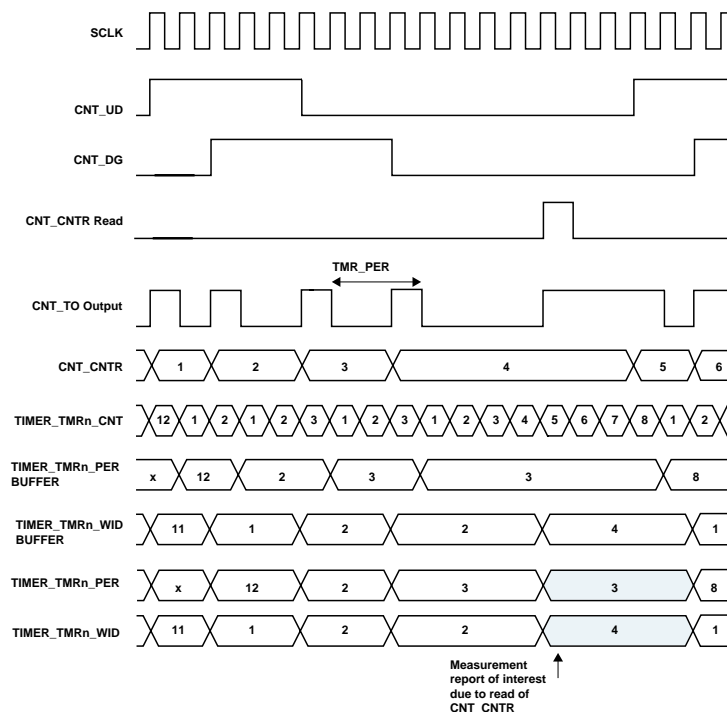 SCLK
CNT_UD
CNT_DG
CNT_CNTR Read
TMR_PER
CNT_TO Output
CNT_CNTR 1 2 3 4 5 6
TIMER_TMRn_CNT 12 1 2 1 2 3 1 2 3 1 2 3 4 5 6 7 8 1 2
TIMER_TMRn_PER
BUFFER
x 12 2 3 3 8
TIMER_TMRn_WID
BUFFER
11 1 2 2 4 1
TIMER_TMRn_PER x 12 2 3 3 8
TIMER_TMRn_WID 11 1 2 2 4 1
Measurement
report of interest
due to read of
CNT_CNTR